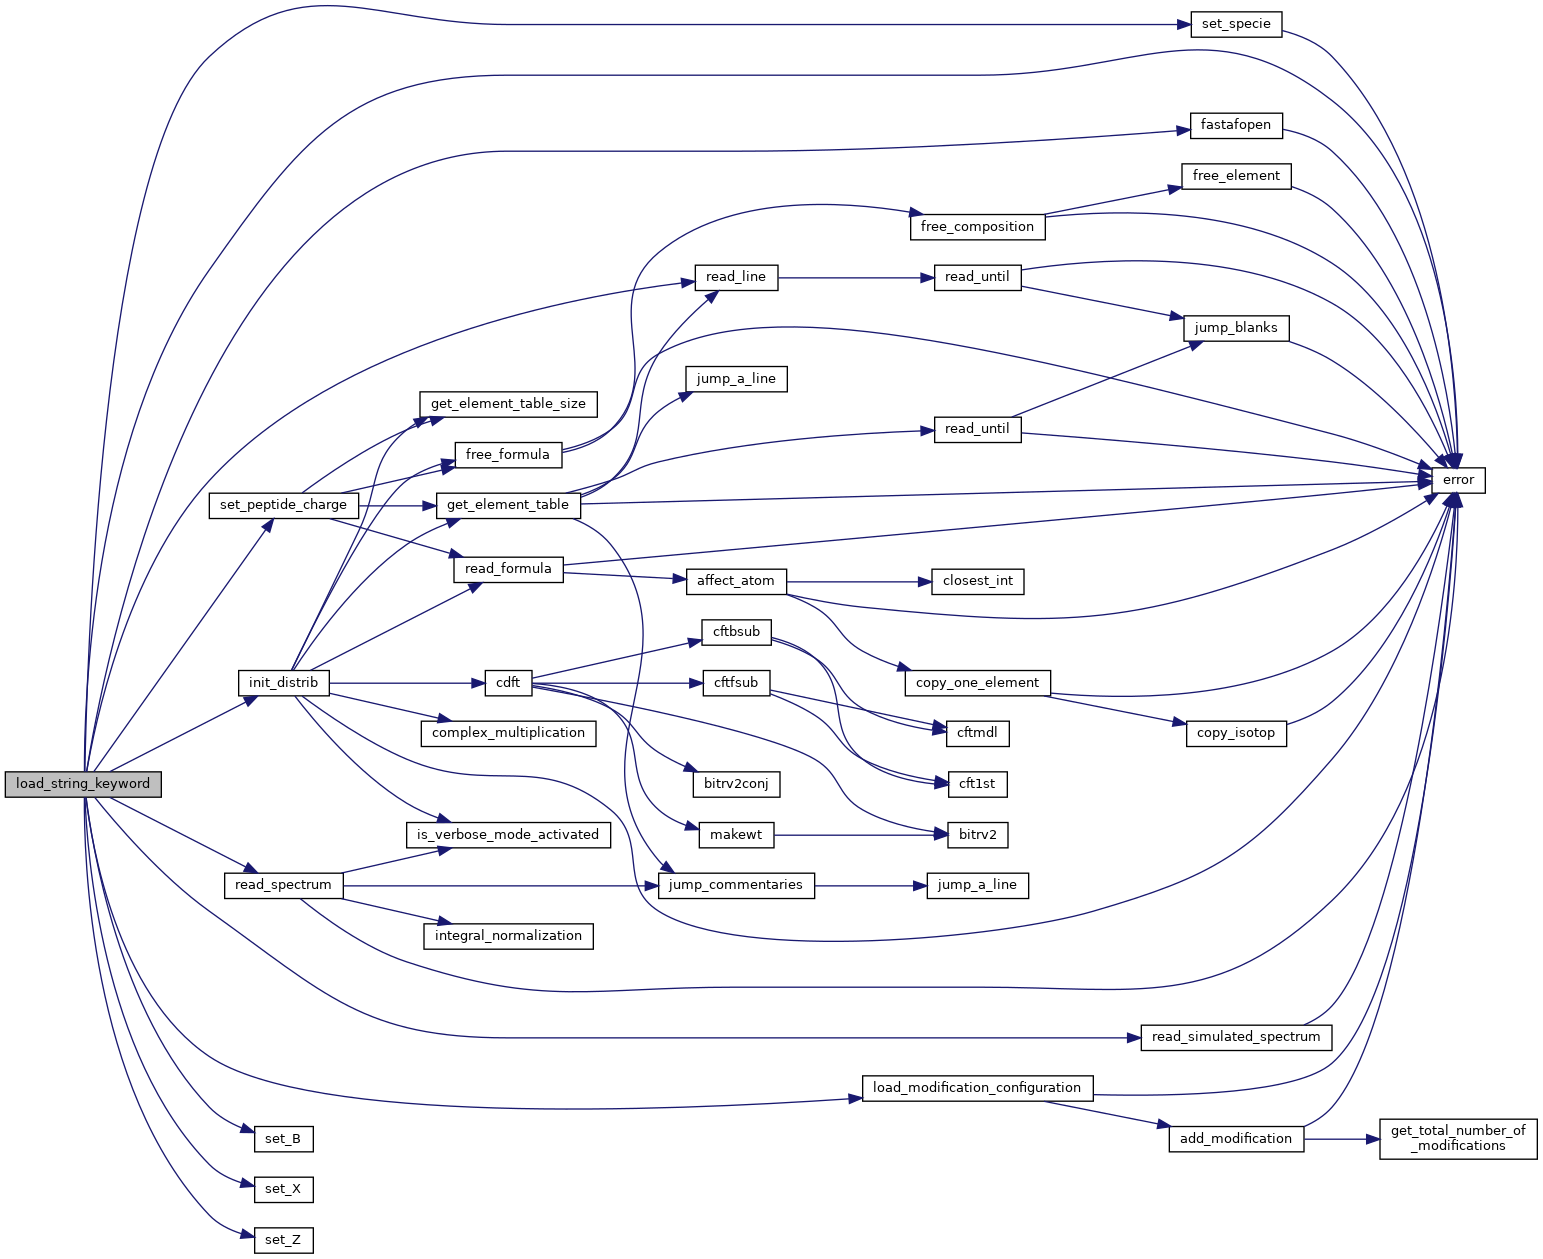 set_specie
fastafopen
free_element
free_composition
read_line
read_until
jump_blanks
jump_a_line
get_element_table_size
read_until
free_formula
error
set_peptide_charge
get_element_table
read_formula
affect_atom
closest_int
cftbsub
init_distrib
cdft
cftfsub
copy_one_element
complex_multiplication
cftmdl
copy_isotop
load_string_keyword
bitrv2conj
cft1st
is_verbose_mode_activated
makewt
bitrv2
read_spectrum
jump_commentaries
jump_a_line
integral_normalization
read_simulated_spectrum
load_modification_configuration
set_B
add_modification
get_total_number_of
_modifications
set_X
set_Z